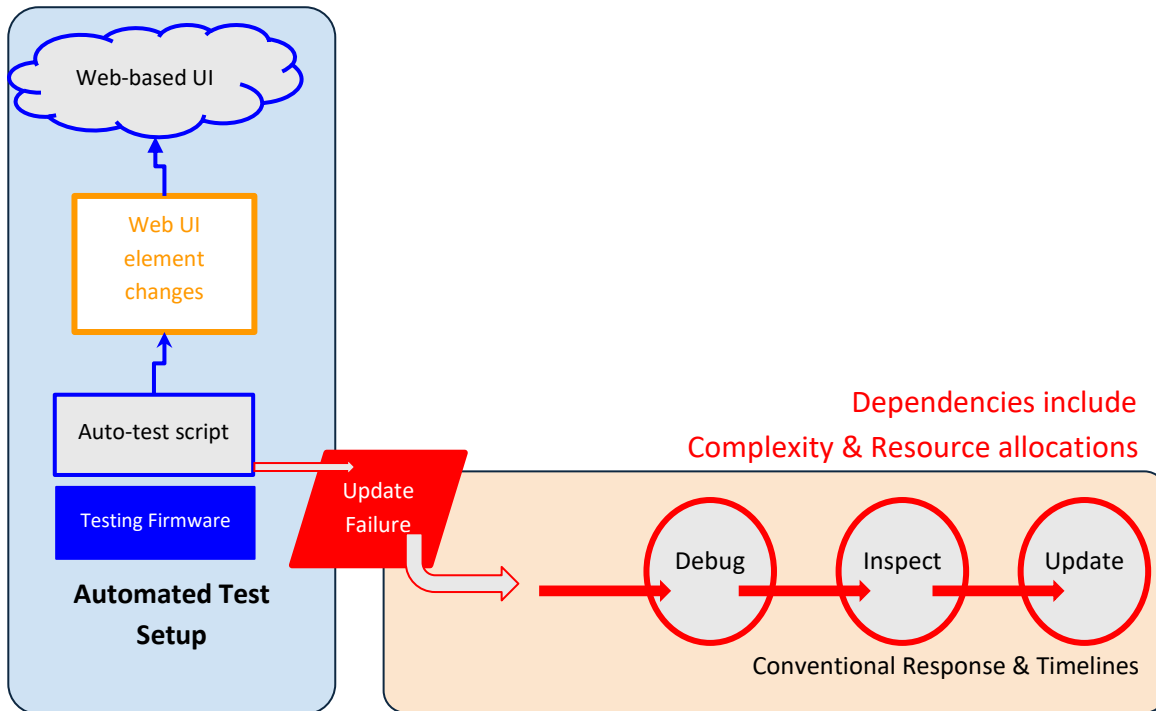 Web-based UI
Web UI
element
changes
Auto-test script
Testing Firmware
Automated Test
Setup
Update
Failure
Dependencies include
Complexity & Resource allocations
Debug
Inspect
Update
Conventional Response & Timelines